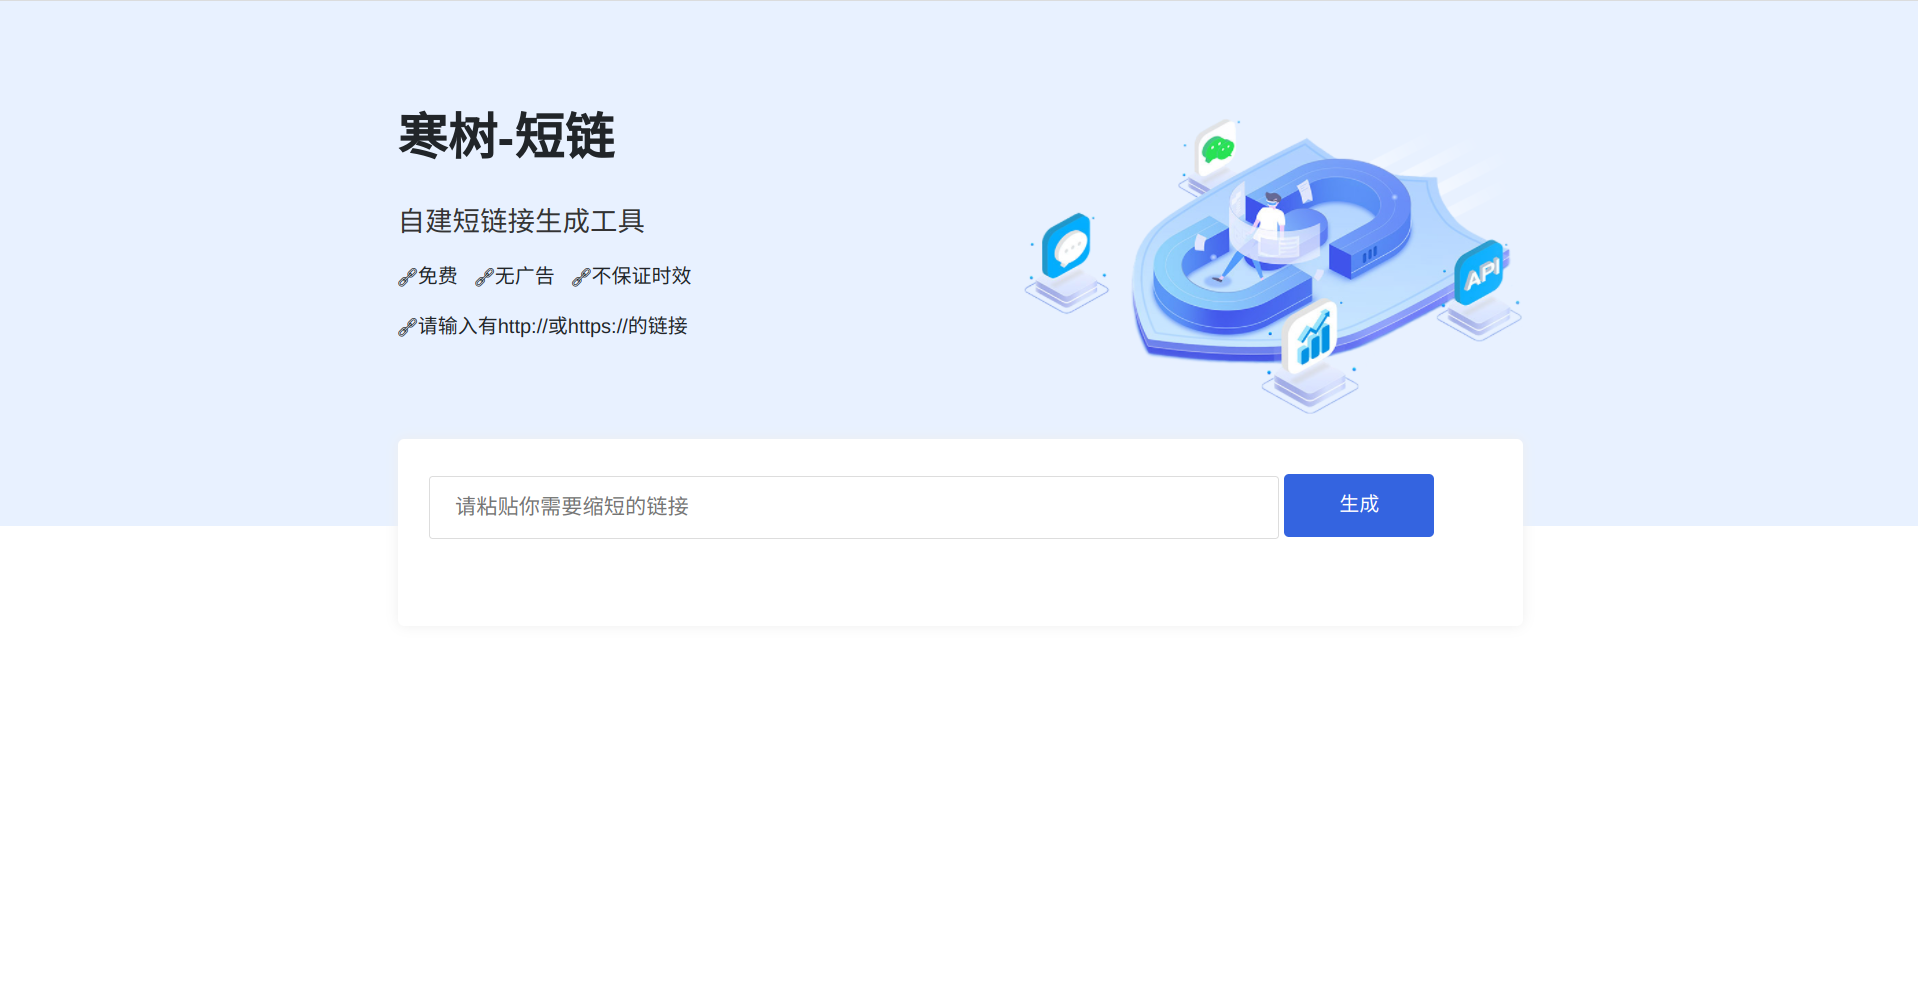 寒树-短链
自建短链接生成工具
🔗免费 🔗无广告 🔗不保证时效
🔗请输入有http://或https://的链接
API
请粘贴你需要缩短的链接
生成